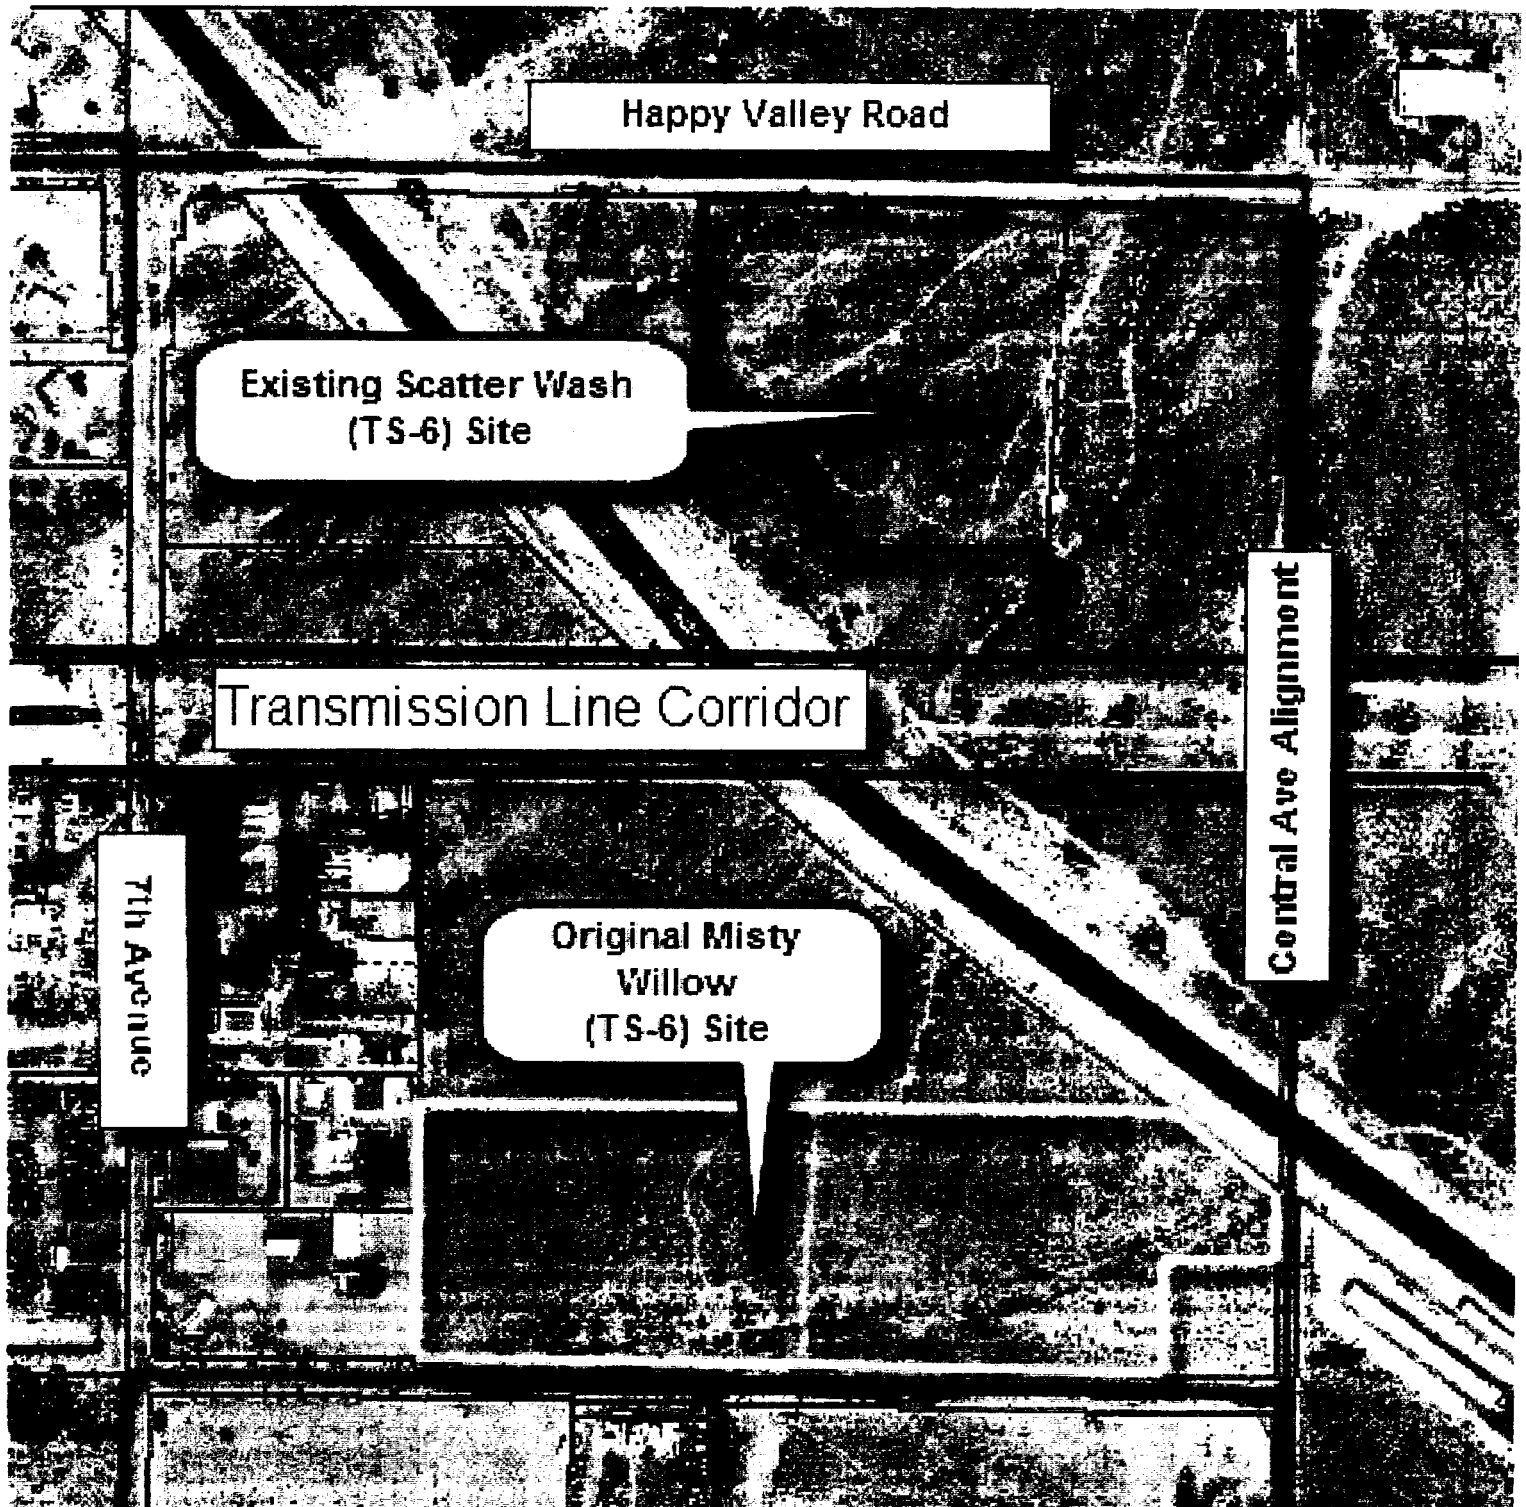 Happy Valley Road
Existing Scatter Wash
(TS-6) Site
Central Ave Alignment
Transmission Line Corridor
7th Avenue
Original Misty
Willow
(TS-6) Site